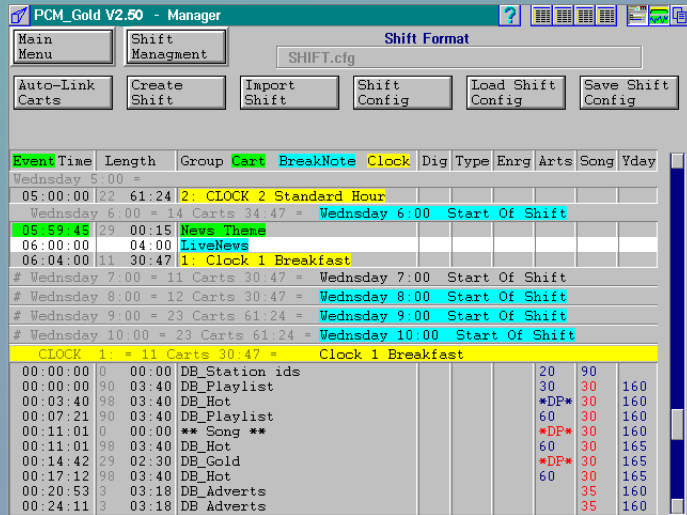 PCM_Gold V2.50 - Manager ?
Main Menu Shift Managment Shift Format
SHIFT.cfg
Auto-Link Carts Create Shift Import Shift Shift Config Load Shift Config Save Shift Config
Event Time Length Group Cart BreakNote Clock Dig Type Enrg Arts Song Yday
Wednsday 5:00 =
05:00:00 22 61:24 2: CLOCK 2 Standard Hour
Wednsday 6:00 = 14 Carts 34:47 = Wednsday 6:00 Start Of Shift
05:59:45 29 00:15 News Theme
06:00:00 04:00 LiveNews
06:04:00 11 30:47 1: Clock 1 Breakfast
# Wednsday 7:00 = 11 Carts 30:47 = Wednsday 7:00 Start Of Shift
# Wednsday 8:00 = 12 Carts 30:47 = Wednsday 8:00 Start Of Shift
# Wednsday 9:00 = 23 Carts 61:24 = Wednsday 9:00 Start Of Shift
# Wednsday 10:00 = 23 Carts 61:24 = Wednsday 10:00 Start Of Shift
CLOCK 1: = 11 Carts 30:47 = Clock 1 Breakfast
00:00:00 0 00:00 DB_Station ids 20 90
00:00:00 90 03:40 DB_Playlist 30 30 160
00:03:40 98 03:40 DB_Hot *DP* 30 160
00:07:21 90 03:40 DB_Playlist 60 30 160
00:11:01 0 00:00 ** Song ** *DP* 30 160
00:11:01 98 03:40 DB_Hot 60 30 165
00:14:42 29 02:30 DB_Gold *DP* 30 165
00:17:12 98 03:40 DB_Hot 60 30 165
00:20:53 3 03:18 DB_Adverts 35 160
00:24:11 3 03:18 DB_Adverts 35 160